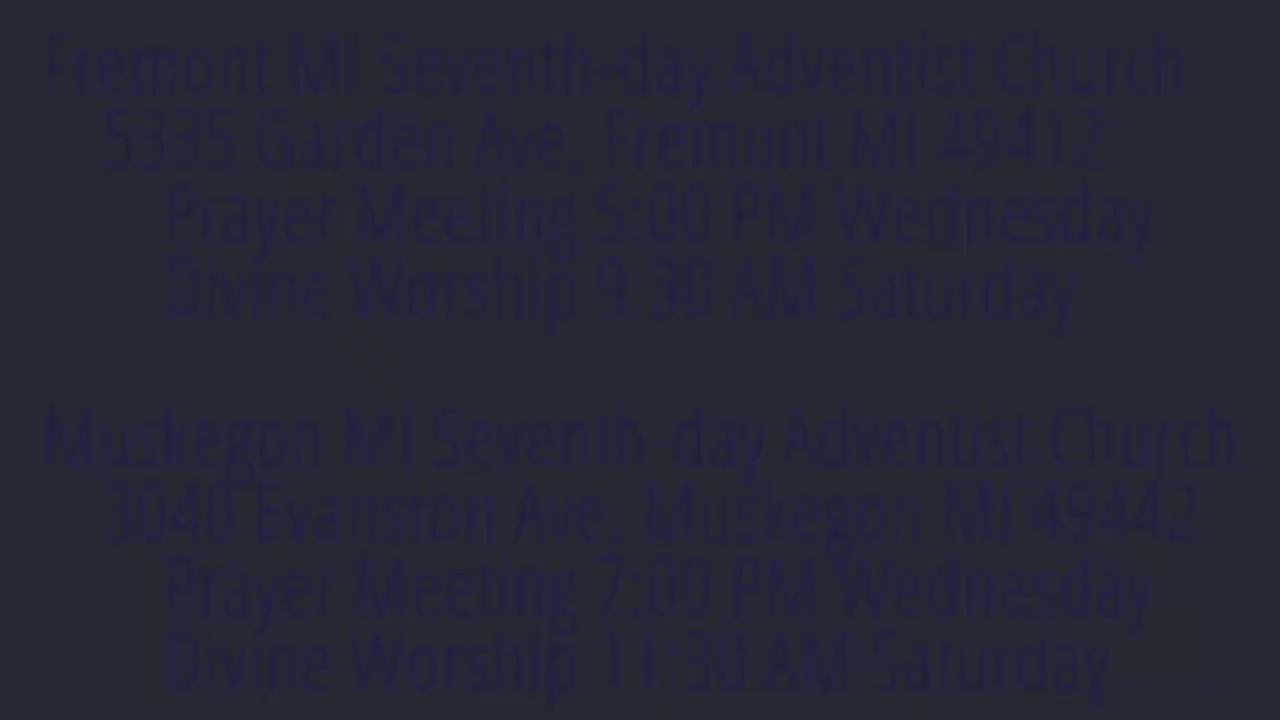 Fremont MI Seventh-day Adventist Church
5335 Garden Ave, Fremont MI 49412
Prayer Meeting 5:00 PM Wednesday
Divine Worship 9:30 AM Saturday
Muskegon MI Seventh-day Adventist Church
3040 Evanston Ave, Muskegon MI 49442
Prayer Meeting 7:00 PM Wednesday
Divine Worship 11:30 AM Saturday